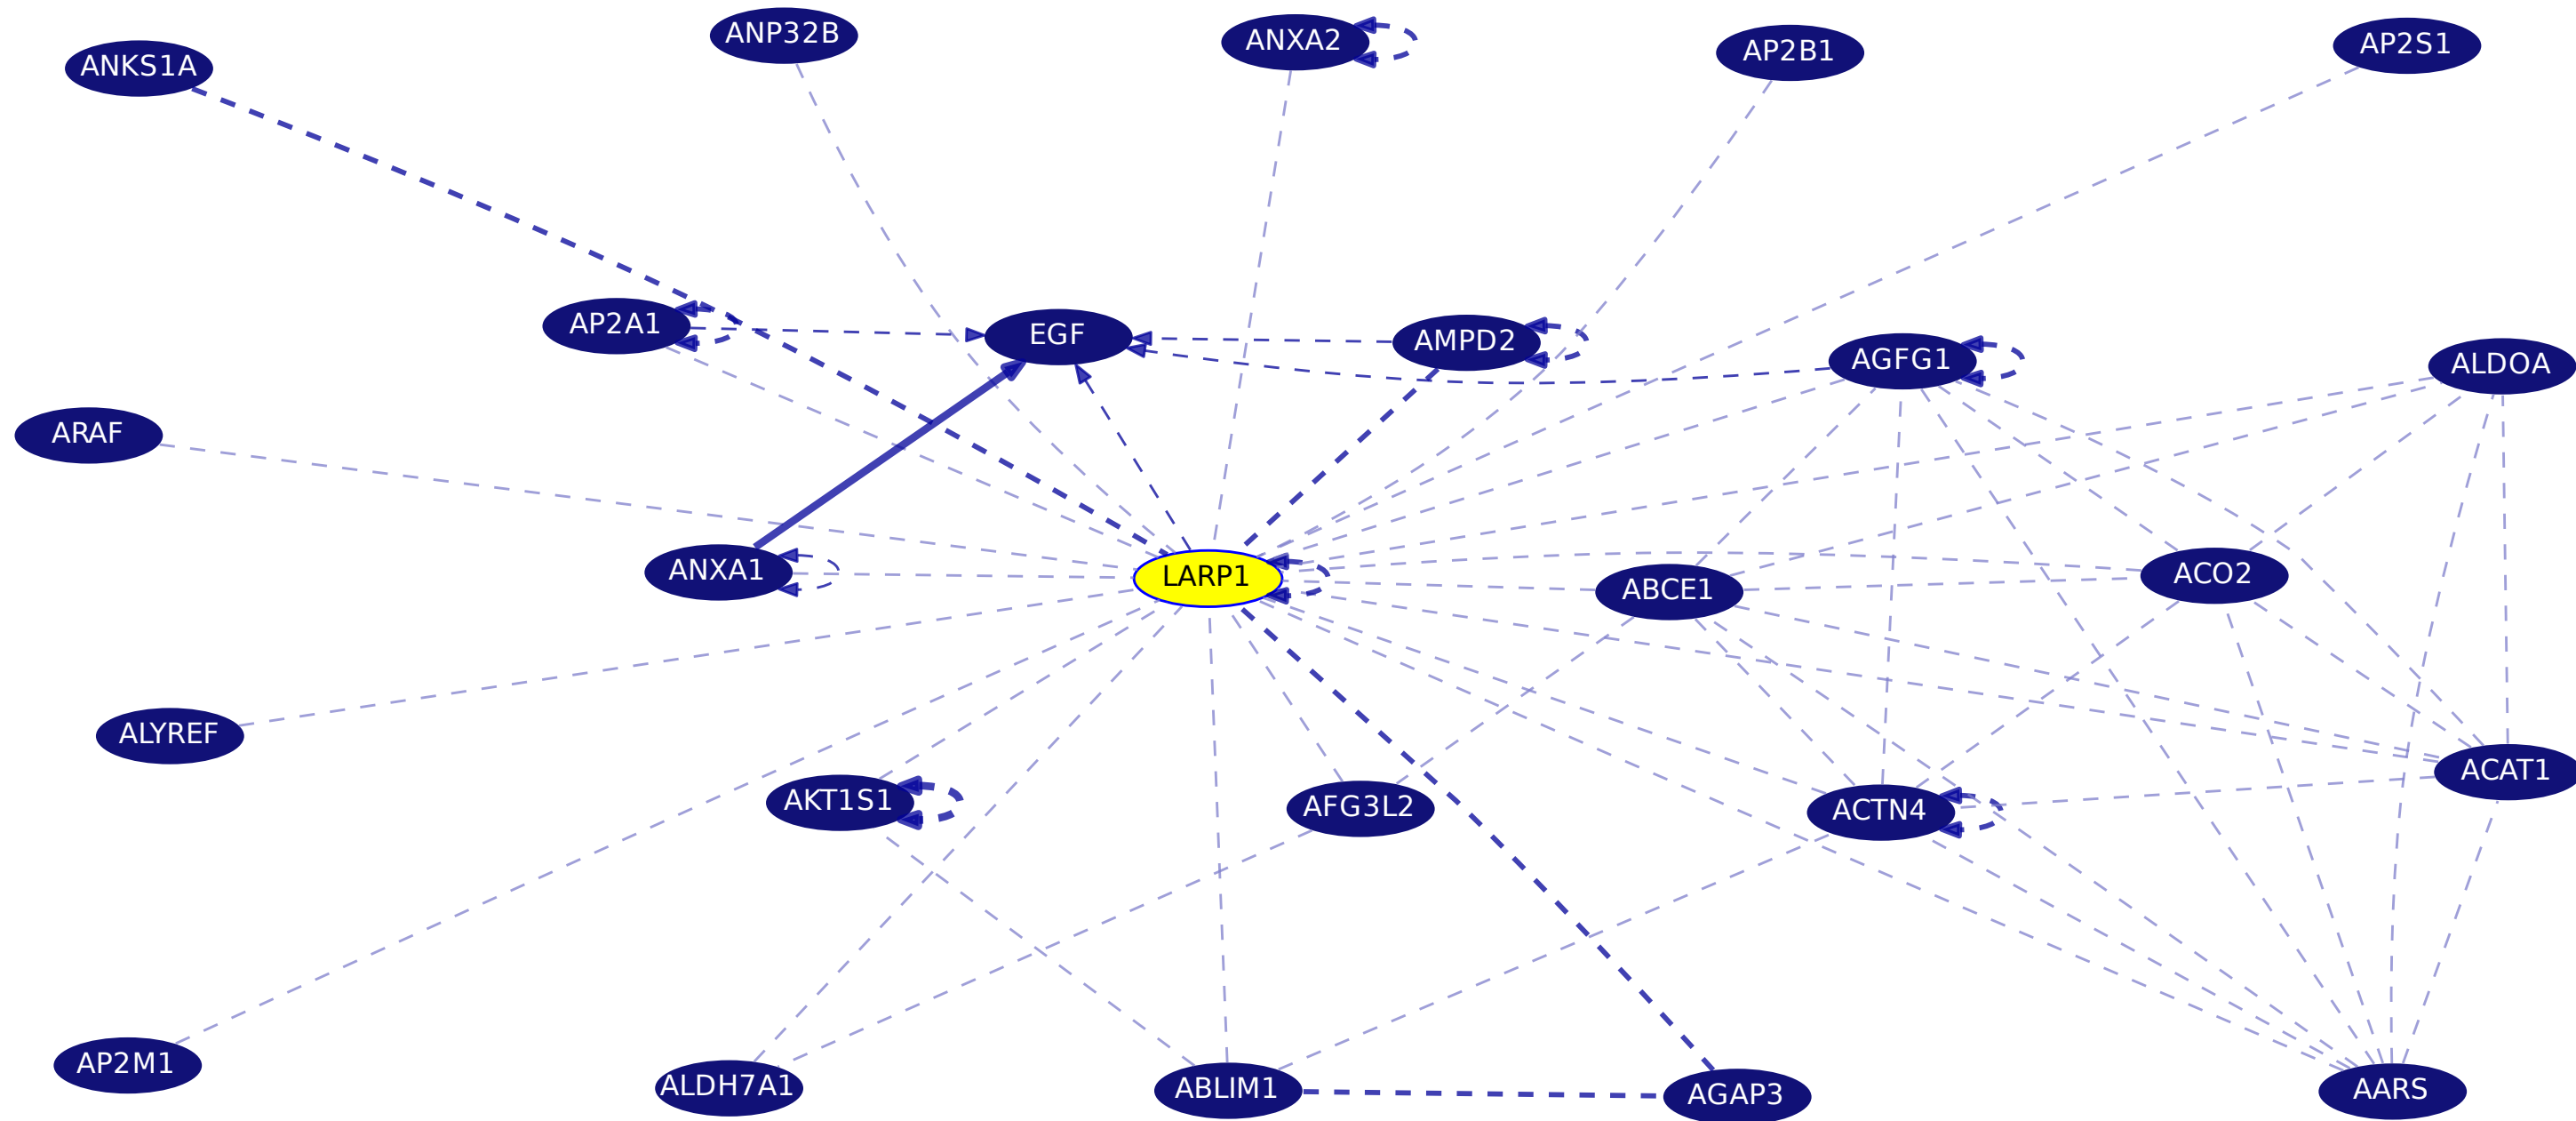 ANP32B
ANXA2
AP2B1
AP2S1
ANKS1A
AP2A1
EGF
AMPD2
AGFG1
ALDOA
ARAF
ANXA1
LARP1
ABCE1
ACO2
ALYREF
AKT1S1
AFG3L2
ACTN4
ACAT1
AP2M1
ALDH7A1
ABLIM1
AGAP3
AARS